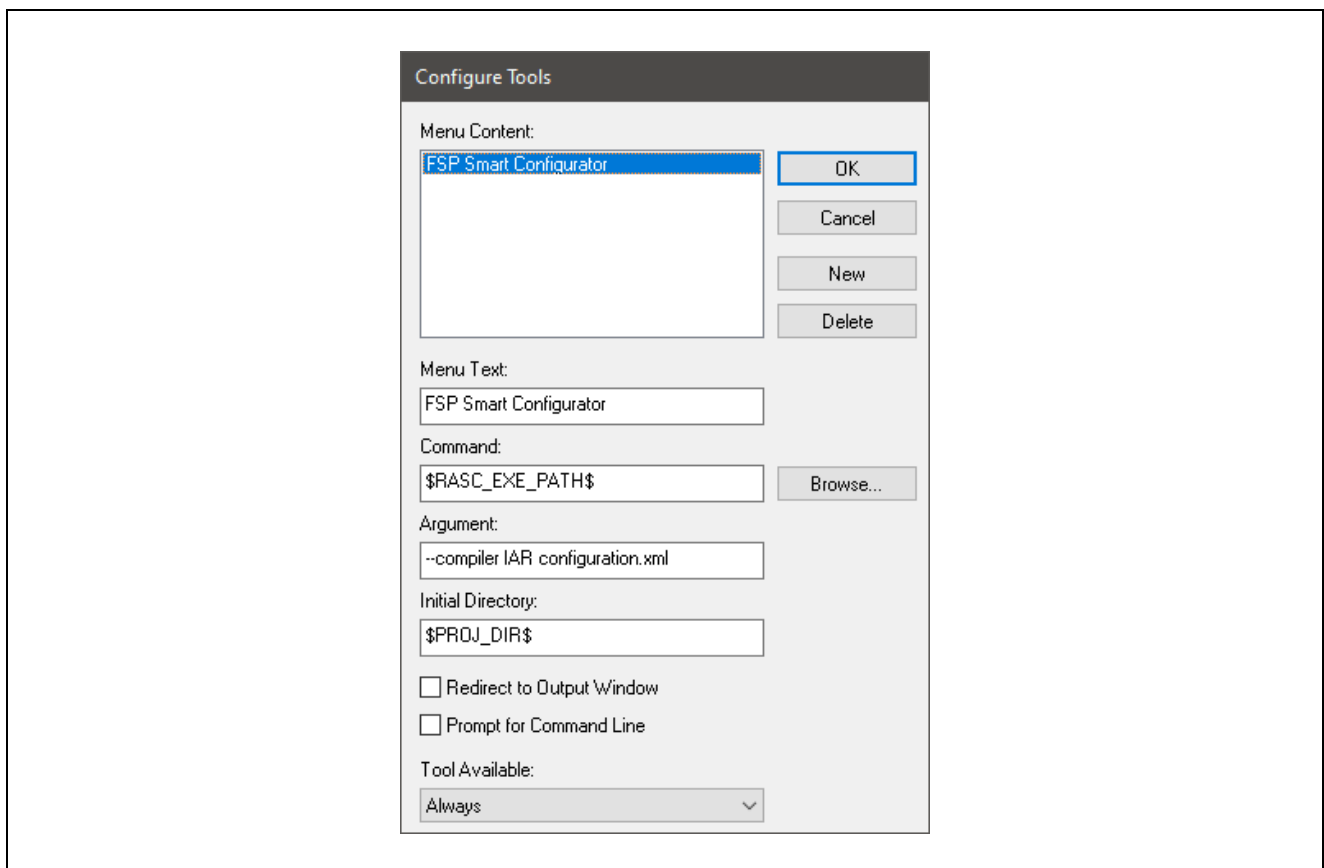 Configure Tools
Menu Content:
FSP Smart Configurator
OK
Cancel
New
Delete
Menu Text:
FSP Smart Configurator
Command:
$RASC_EXE_PATH$
Browse...
Argument:
--compiler IAR configuration.xml
Initial Directory:
$PROJ_DIR$
Redirect to Output Window
Prompt for Command Line
Tool Available:
Always